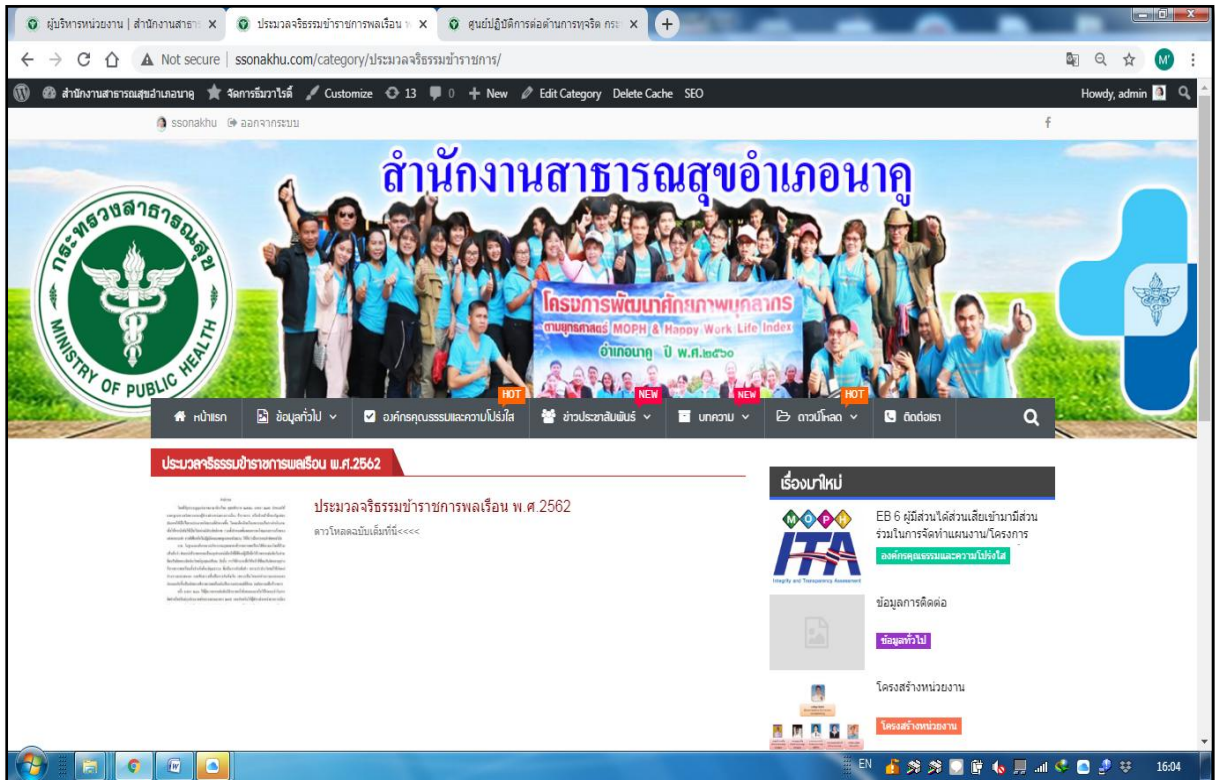 ผู้บริหารหน่วยงาน | สำนักงานสาธาร
ประมวลจริธรรมข้าราชการพลเรือน พ
ศูนย์ปฏิบัติการต่อต้านการทุจริต กระ
Not secure | ssonakhu.com/category/ประมวลจริธรรมข้าราชการ/
M'
สำนักงานสาธารณสุขอำเภอนาคู จัดการธีมวาไรตี้ Customize 13 0 + New Edit Category Delete Cache SEO Howdy, admin
ssonakhu ออกจากระบบ
สำนักงานสาธารณสุขอำเภอนาคู
กระทรวงสาธารณสุข
MINISTRY OF PUBLIC HEALTH
โครงการพัฒนาศักยภาพบุคลากร
ตามยุทธศาสตร์ MOPH & Happy Work Life Index
อำเภอนาคู ปี พ.ศ.๒๕๖๐
HOT NEW NEW HOT
หน้าแรก ข้อมูลทั่วไป องค์กรคุณธรรมและความโปร่งใส ข่าวประชาสัมพันธ์ บทความ ดาวน์โหลด ติดต่อเรา
ประมวลจริธรรมข้าราชการพลเรือน พ.ศ.2562
ประมวลจริธรรมข้าราชการพลเรือน พ.ศ.2562
ดาวโหลดฉบับเต็มที่นี่<<<<
เรื่องมาใหม่
MOPH
ITA
Integrity and Transparency Assessment
EB 6 ผู้มีส่วนได้ส่วนเสียเข้ามามีส่วน
ร่วมในการจัดทำแผนงาน/โครงการ
องค์กรคุณธรรมและความโปร่งใส
ข้อมูลการติดต่อ
ข้อมูลทั่วไป
โครงสร้างหน่วยงาน
โครงสร้างหน่วยงาน
EN 16:04